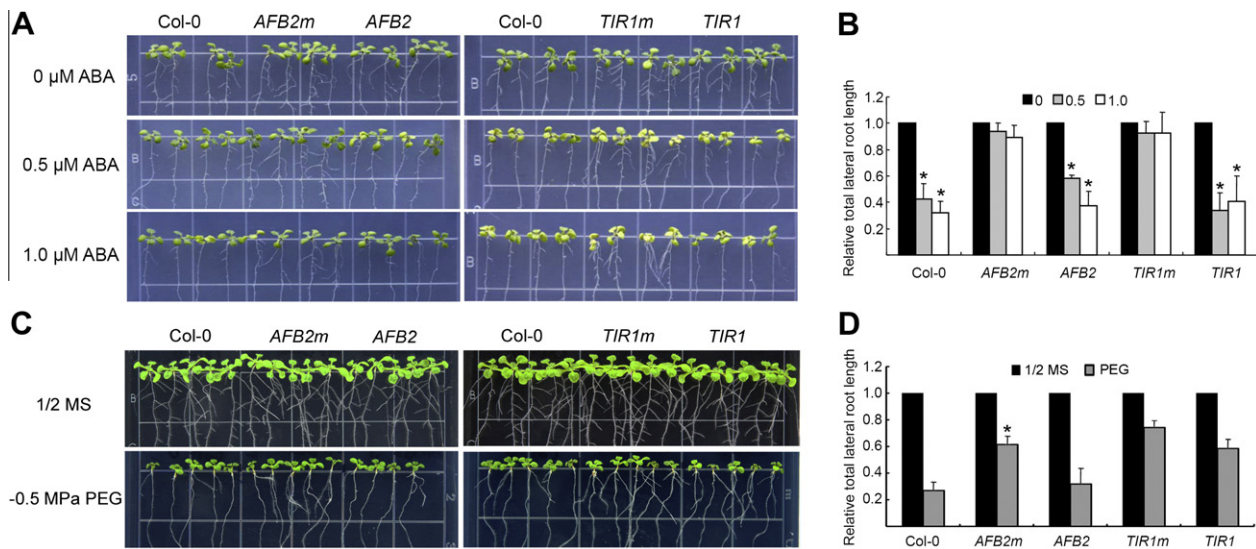 A
Col-0 AFB2m AFB2
Col-0 TIR1m TIR1
0 µM ABA
0.5 µM ABA
1.0 µM ABA
B
Relative total lateral root length
0 0.5 1.0
1.2
1.0
0.8
0.6
0.4
0.2
* * * * * *
Col-0 AFB2m AFB2 TIR1m TIR1
C
Col-0 AFB2m AFB2
Col-0 TIR1m TIR1
1/2 MS
-0.5 MPa PEG
D
Relative total lateral root length
1/2 MS PEG
1.2
1.0
0.8
0.6
0.4
0.2
*
Col-0 AFB2m AFB2 TIR1m TIR1